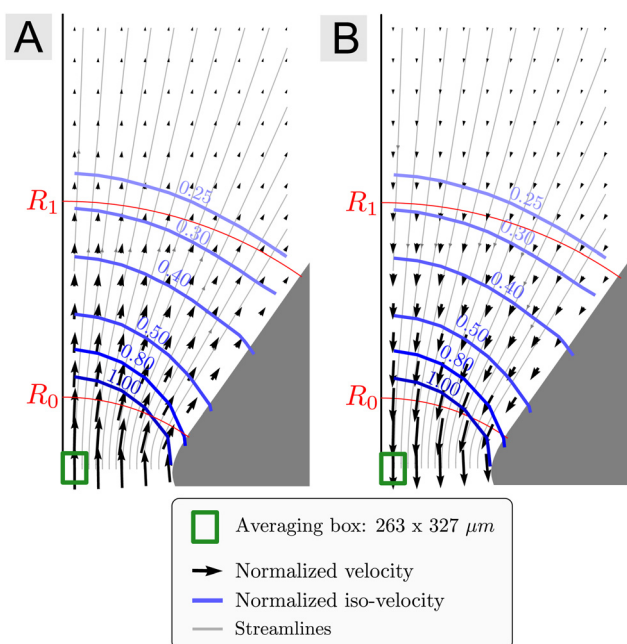 A
B
0.25
0.30
0.40
0.50
0.80
1.00
R1
R0
0.25
0.30
0.40
0.50
0.80
1.00
R1
R0
Averaging box: 263 x 327 μm
Normalized velocity
Normalized iso-velocity
Streamlines